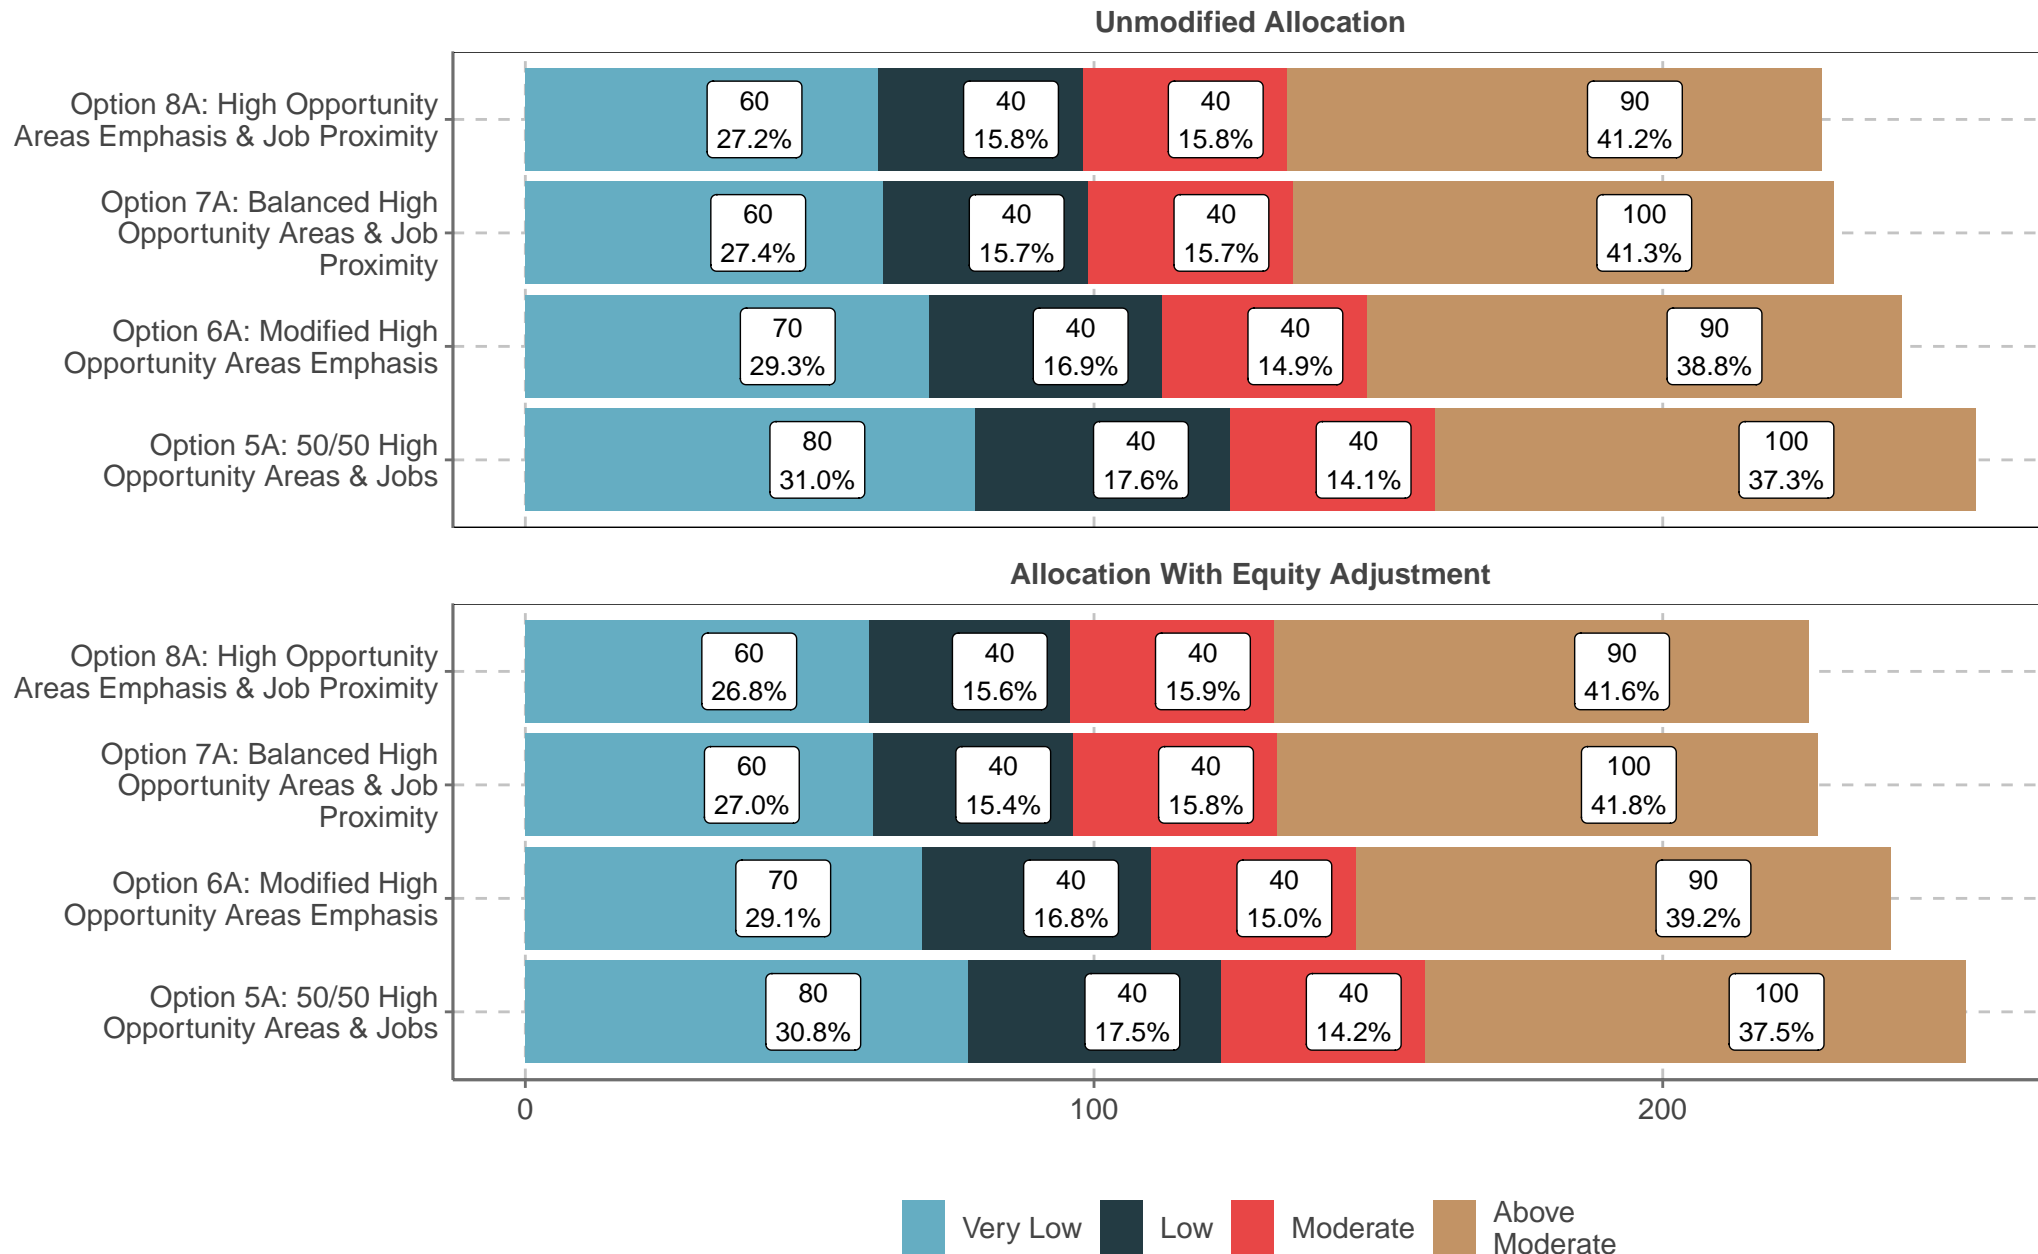 Unmodified Allocation
Option 8A: High Opportunity
Areas Emphasis & Job Proximity
60
27.2%
40
15.8%
40
15.8%
90
41.2%
Option 7A: Balanced High
Opportunity Areas & Job
Proximity
60
27.4%
40
15.7%
40
15.7%
100
41.3%
Option 6A: Modified High
Opportunity Areas Emphasis
70
29.3%
40
16.9%
40
14.9%
90
38.8%
Option 5A: 50/50 High
Opportunity Areas & Jobs
80
31.0%
40
17.6%
40
14.1%
100
37.3%
Allocation With Equity Adjustment
Option 8A: High Opportunity
Areas Emphasis & Job Proximity
60
26.8%
40
15.6%
40
15.9%
90
41.6%
Option 7A: Balanced High
Opportunity Areas & Job
Proximity
60
27.0%
40
15.4%
40
15.8%
100
41.8%
Option 6A: Modified High
Opportunity Areas Emphasis
70
29.1%
40
16.8%
40
15.0%
90
39.2%
Option 5A: 50/50 High
Opportunity Areas & Jobs
80
30.8%
40
17.5%
40
14.2%
100
37.5%
0
100
200
Very Low
Low
Moderate
Above
Moderate